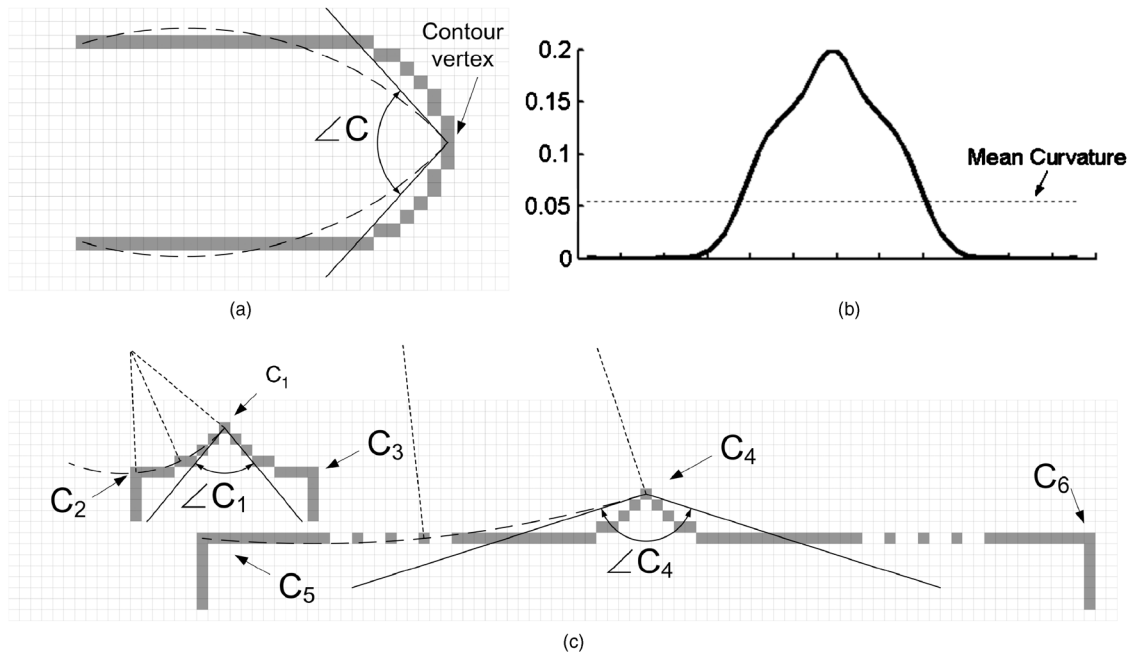 Contour
vertex
∠C
(a)
0.2
0.15
0.1
0.05
0
Mean Curvature
(b)
C₁
C₂
C₃
∠C₁
C₄
∠C₄
C₅
C₆
(c)